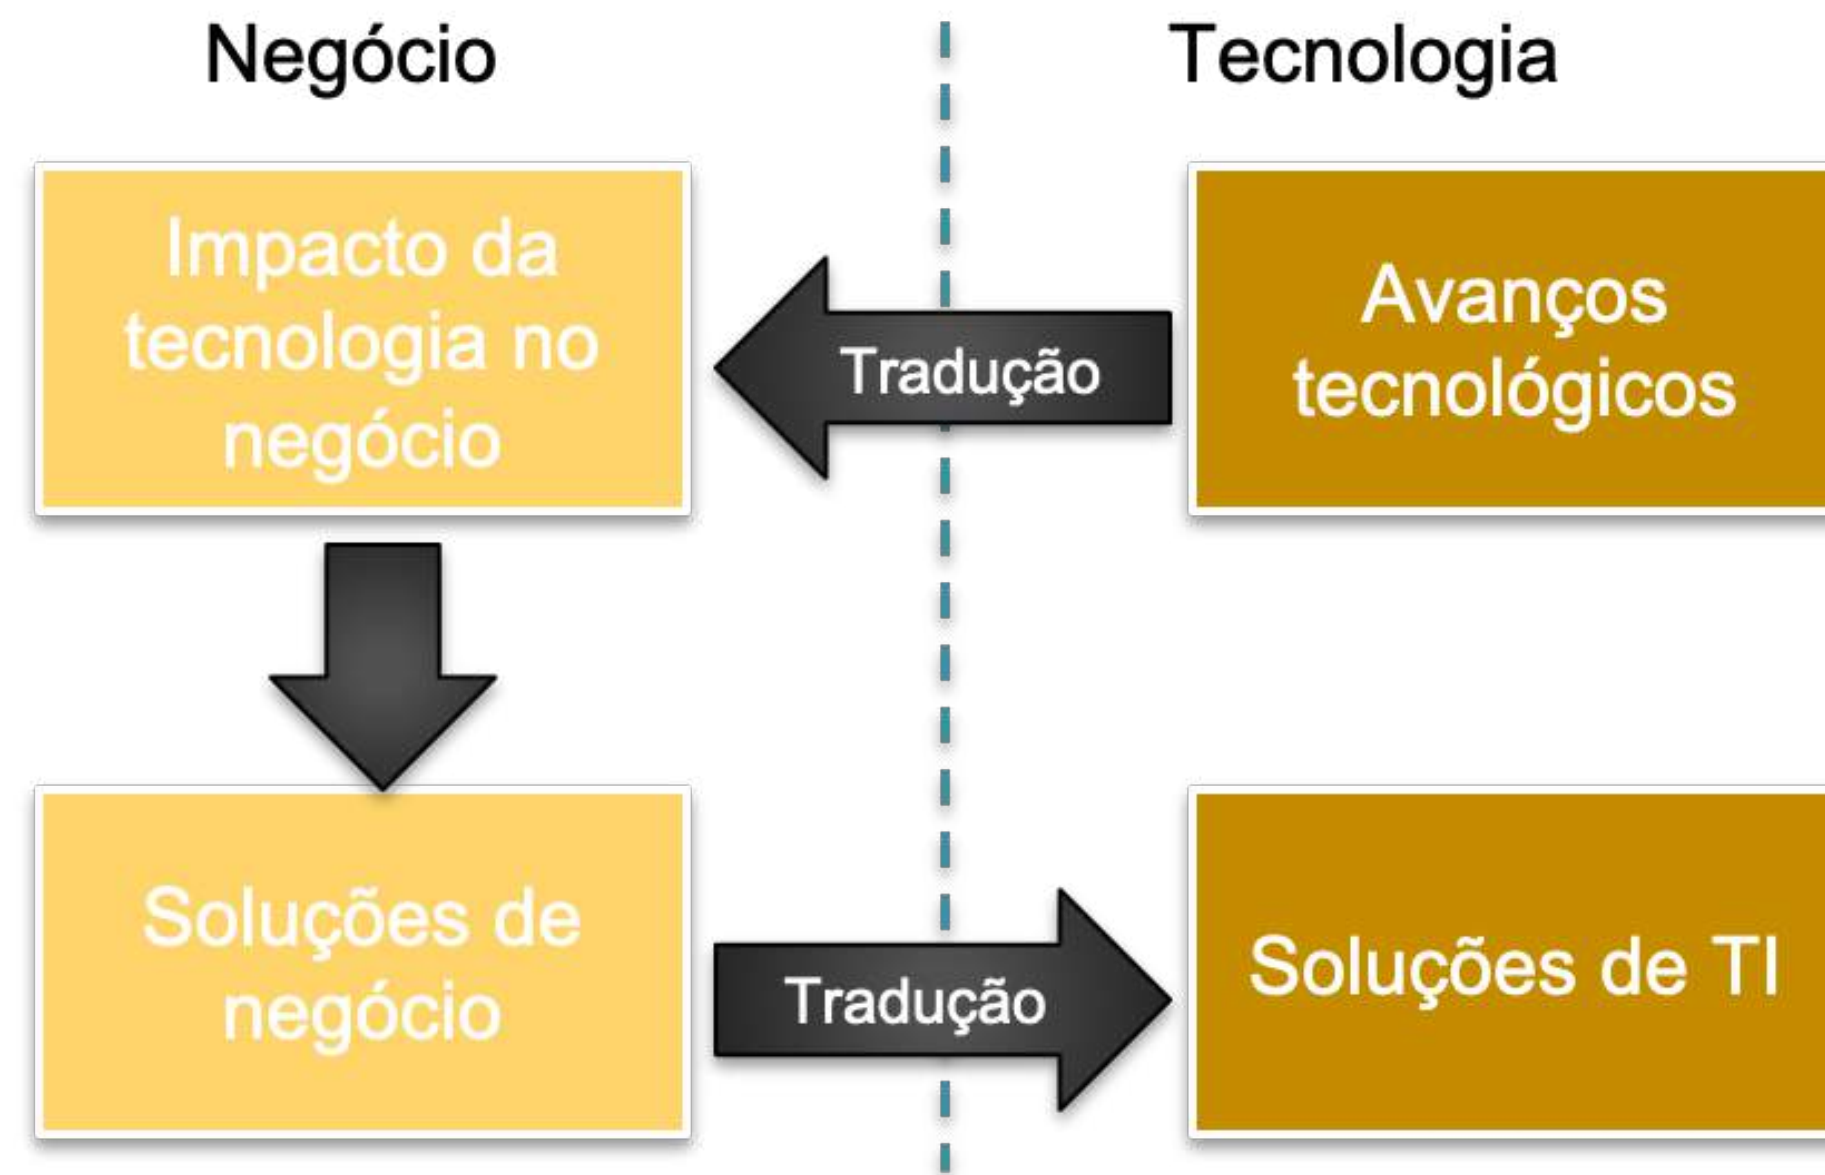 Negócio
Tecnologia
Impacto da
tecnologia no
negócio
Tradução
Avanços
tecnológicos
Soluções de
negócio
Tradução
Soluções de TI